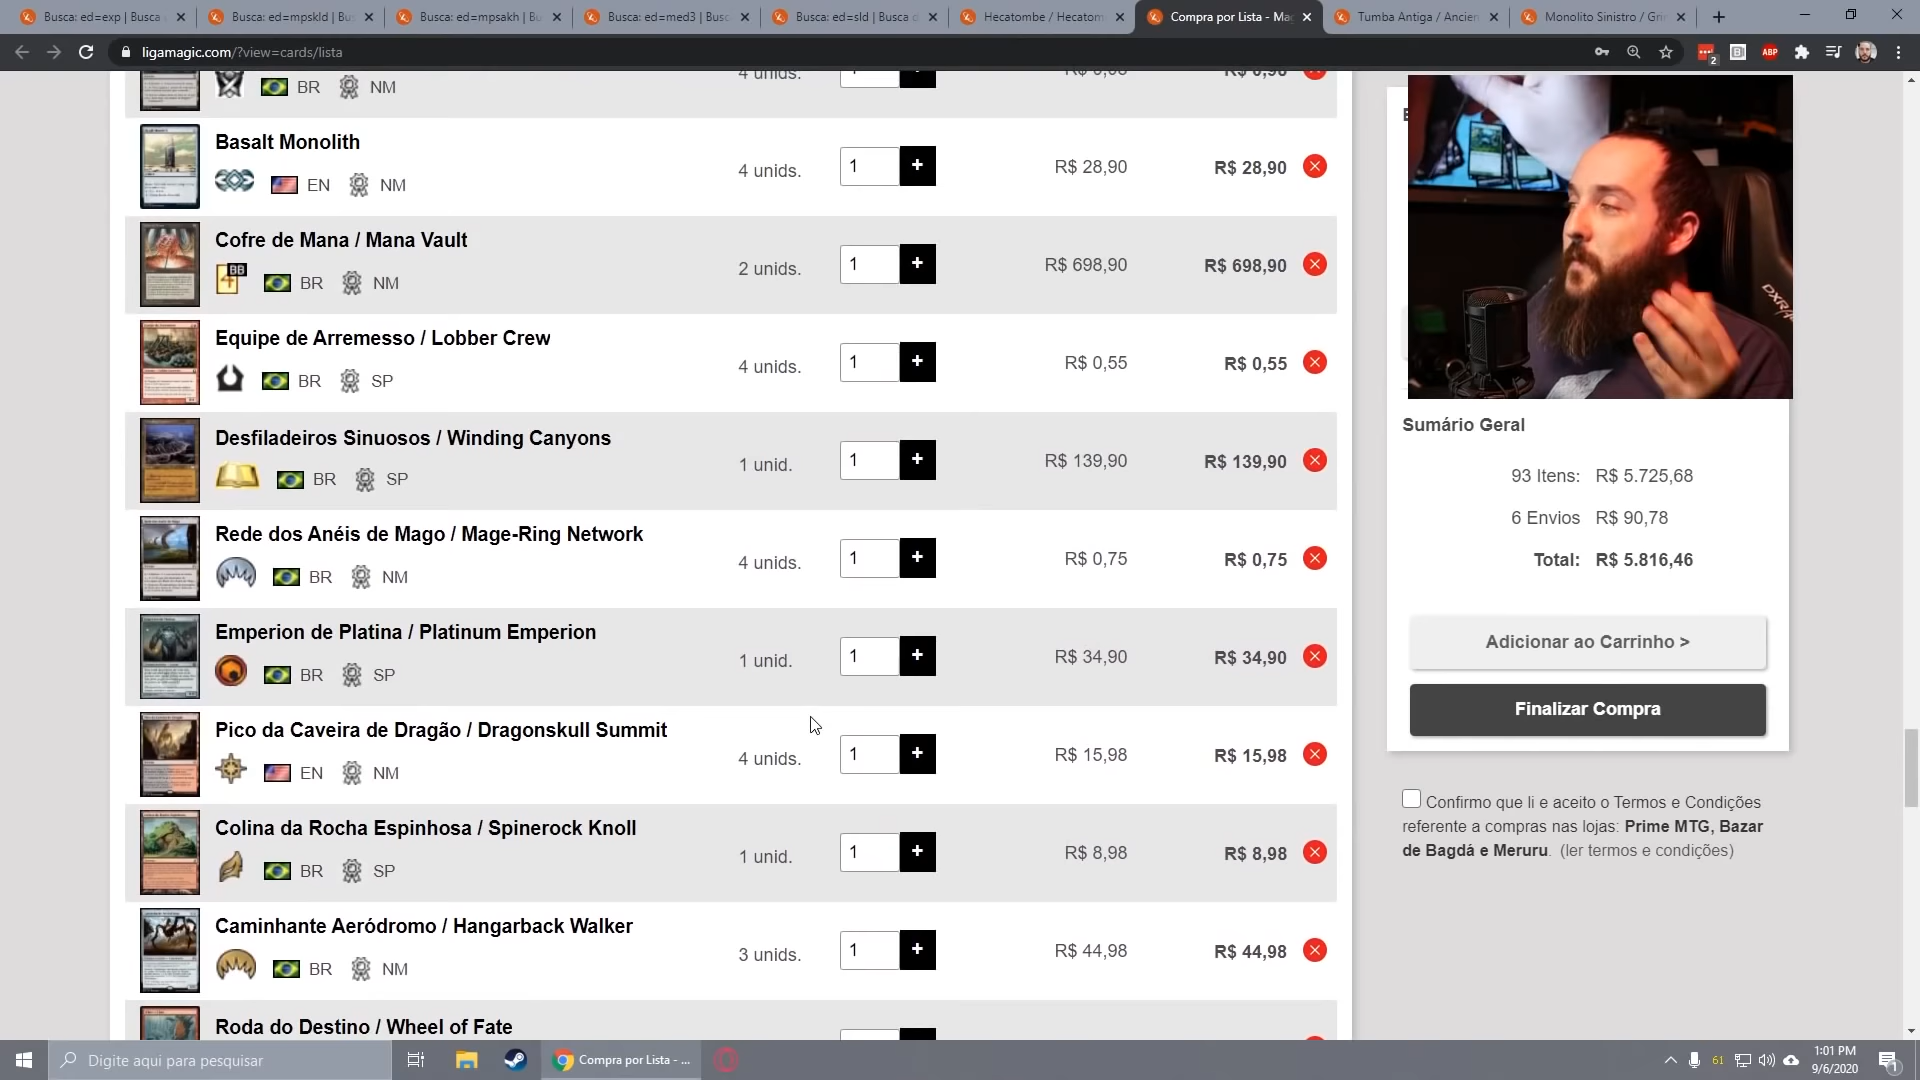 Busca: ed=exp | Busca
Busca: ed=mpskld | Bus
Busca: ed=mpsakh | B
Busca: ed=med3 | Bus
Busca: ed=sld | Busca d
Hecatombe / Hecatom
Compra por Lista - Ma
Tumba Antiga / Ancien
Monolito Sinistro / Gri
ligamagic.com/?view=cards/lista
2
ABP
4 unids.
BR NM
Basalt Monolith
EN NM
4 unids.
1 +
R$ 28,90
R$ 28,90
Cofre de Mana / Mana Vault
4 BB
BR NM
2 unids.
1 +
R$ 698,90
R$ 698,90
Equipe de Arremesso / Lobber Crew
BR SP
4 unids.
1 +
R$ 0,55
R$ 0,55
Desfiladeiros Sinuosos / Winding Canyons
BR SP
1 unid.
1 +
R$ 139,90
R$ 139,90
Rede dos Anéis de Mago / Mage-Ring Network
BR NM
4 unids.
1 +
R$ 0,75
R$ 0,75
Emperion de Platina / Platinum Emperion
BR SP
1 unid.
1 +
R$ 34,90
R$ 34,90
Pico da Caveira de Dragão / Dragonskull Summit
EN NM
4 unids.
1 +
R$ 15,98
R$ 15,98
Colina da Rocha Espinhosa / Spinerock Knoll
BR SP
1 unid.
1 +
R$ 8,98
R$ 8,98
Caminhante Aeródromo / Hangarback Walker
BR NM
3 unids.
1 +
R$ 44,98
R$ 44,98
Roda do Destino / Wheel of Fate
Sumário Geral
93 Itens: R$ 5.725,68
6 Envios R$ 90,78
Total: R$ 5.816,46
Adicionar ao Carrinho >
Finalizar Compra
Confirmo que li e aceito o Termos e Condições
referente a compras nas lojas: Prime MTG, Bazar
de Bagdá e Meruru. (ler termos e condições)
Digite aqui para pesquisar
Compra por Lista - ...
61
1:01 PM
9/6/2020
1